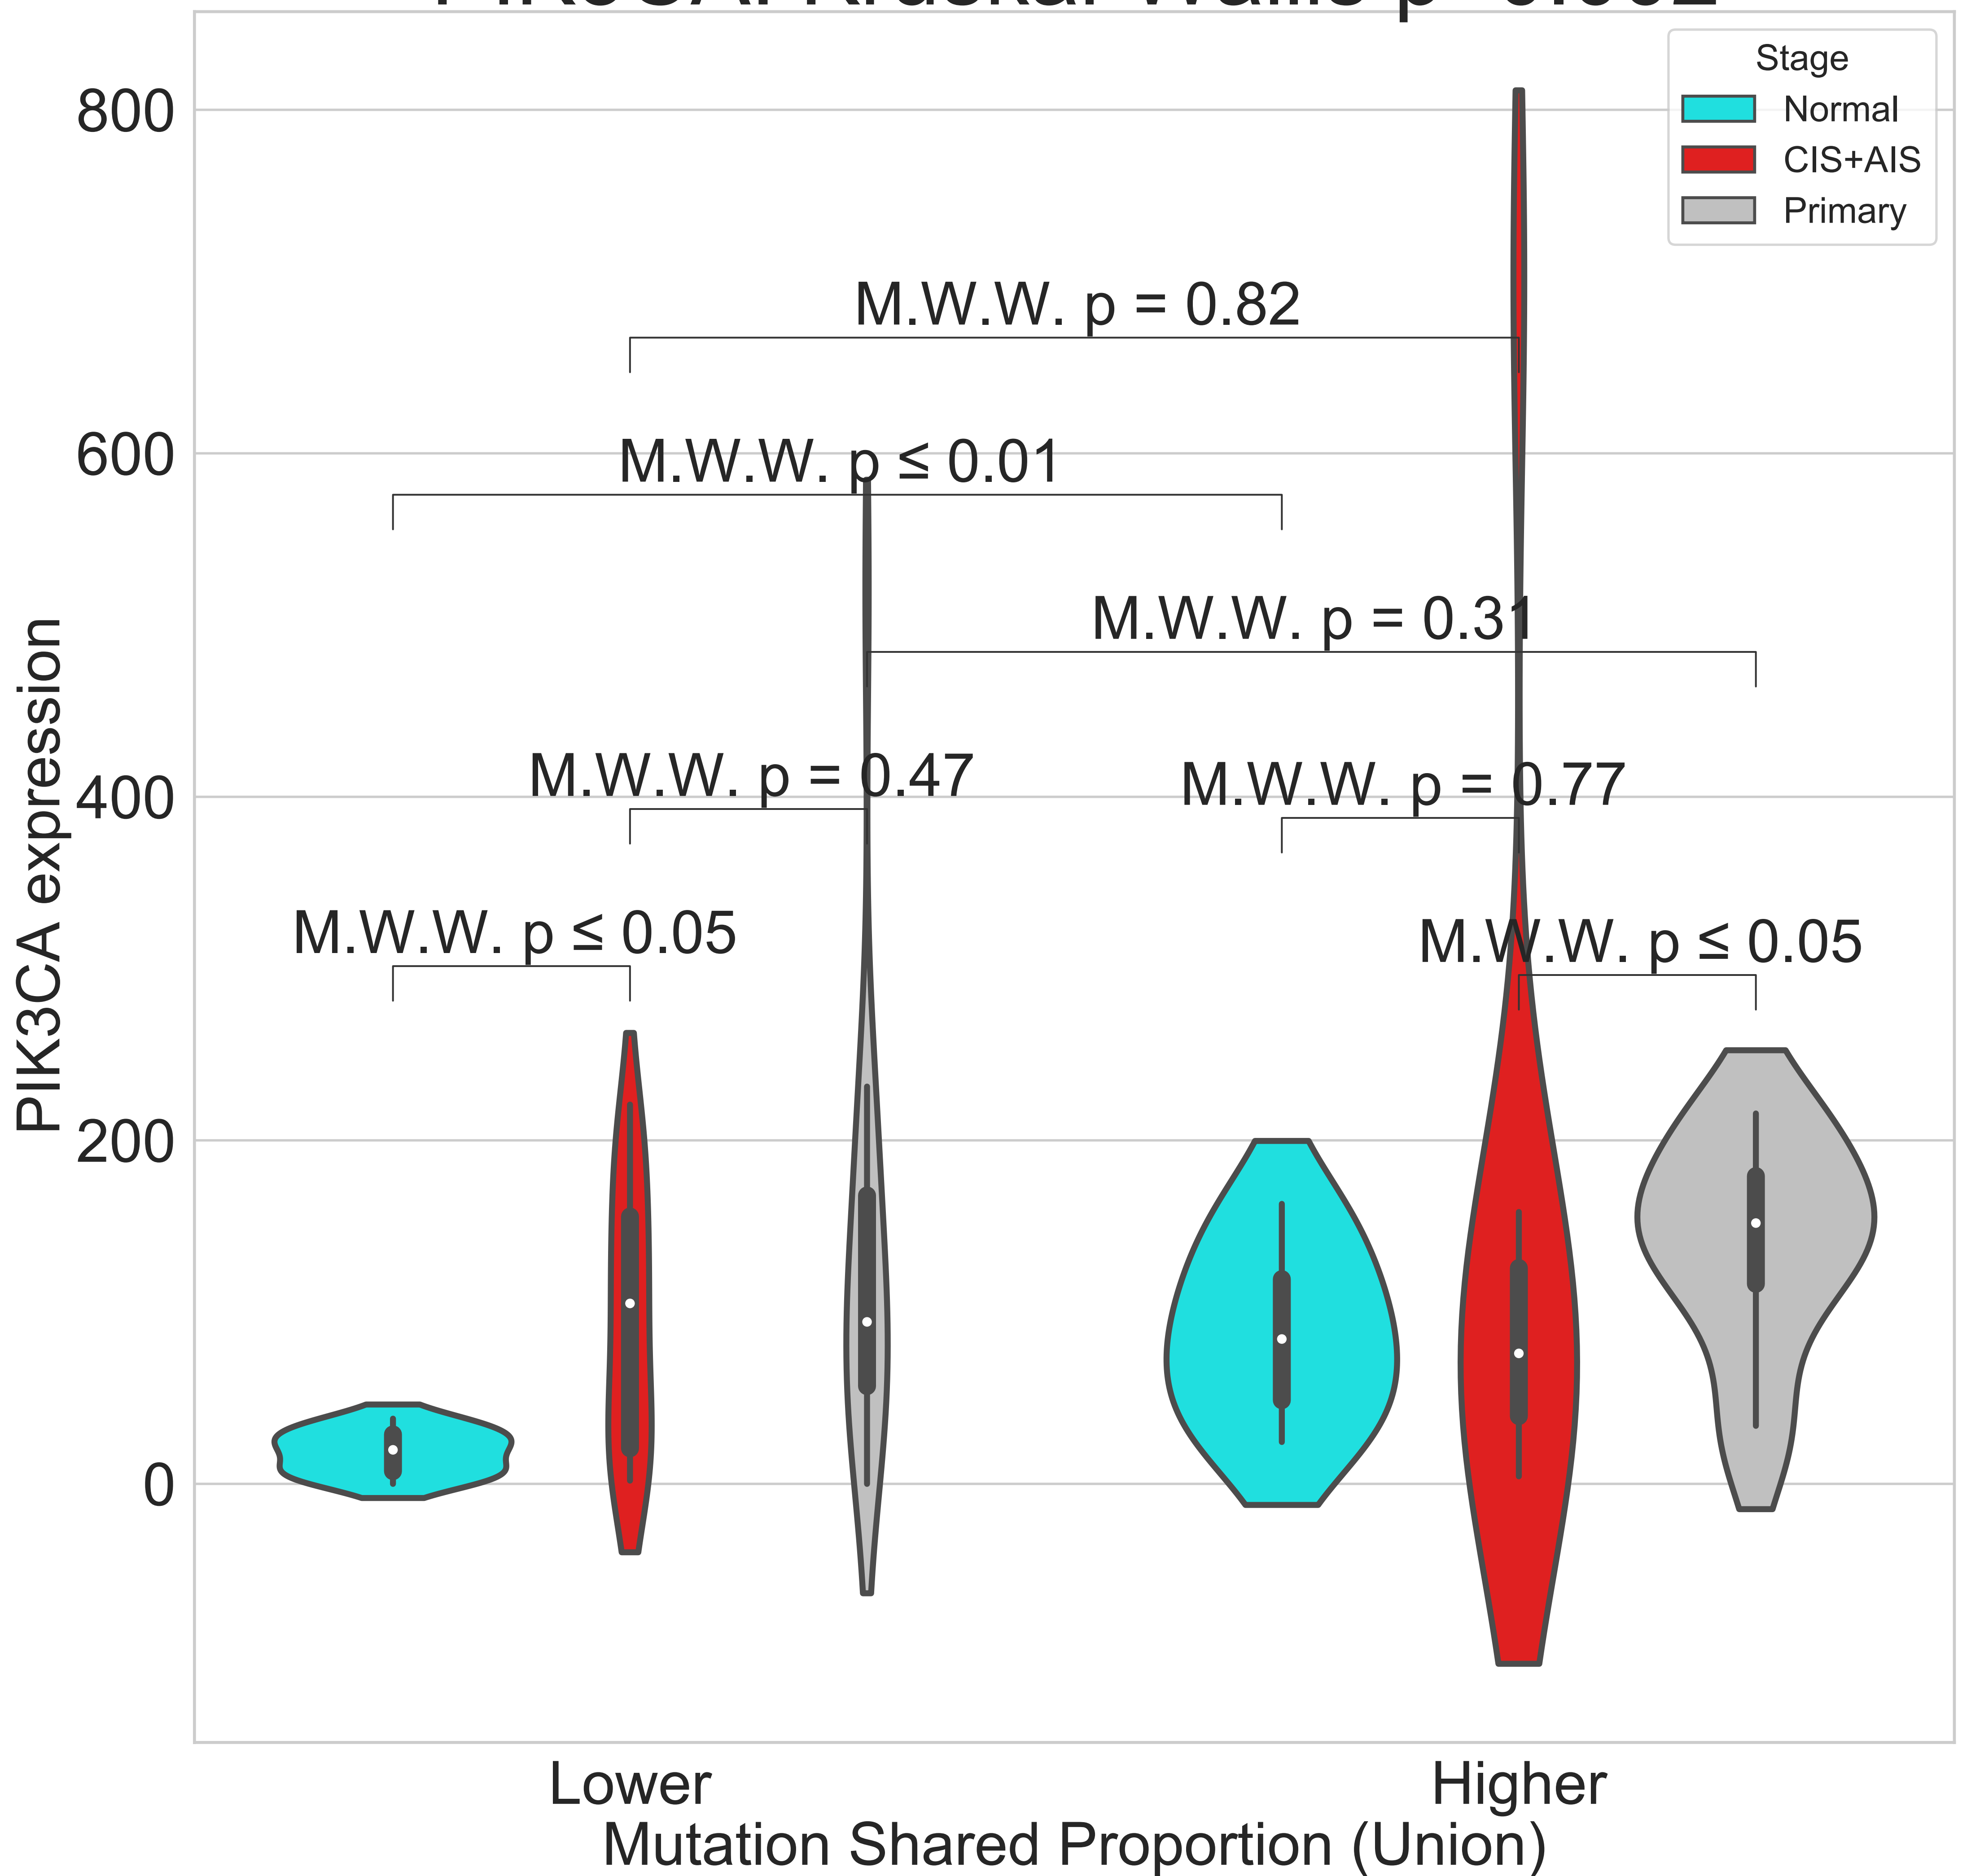 Stage
Normal
CIS+AIS
Primary
800
600
400
200
0
PIK3CA expression
M.W.W. p = 0.82
M.W.W. p ≤ 0.01
M.W.W. p = 0.31
M.W.W. p = 0.47
M.W.W. p = 0.77
M.W.W. p ≤ 0.05
M.W.W. p ≤ 0.05
Lower
Higher
Mutation Shared Proportion (Union)